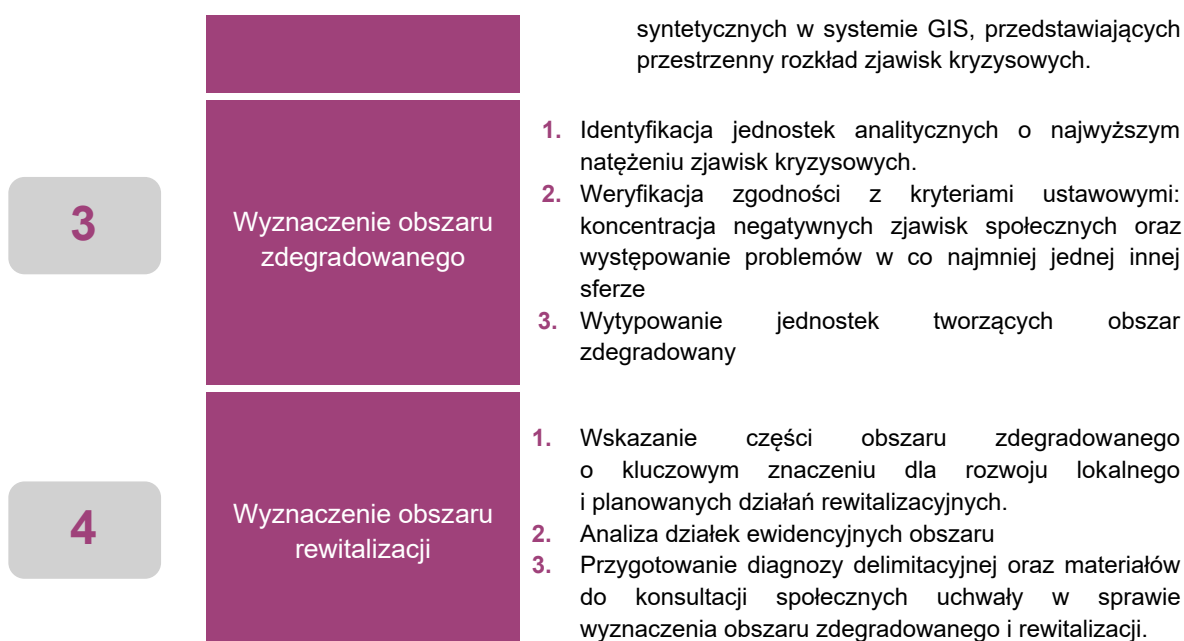 syntetycznych w systemie GIS, przedstawiających
przestrzenny rozkład zjawisk kryzysowych.
3
Wyznaczenie obszaru
zdegradowanego
1. Identyfikacja jednostek analitycznych o najwyższym
natężeniu zjawisk kryzysowych.
2. Weryfikacja zgodności z kryteriami ustawowymi:
koncentracja negatywnych zjawisk społecznych oraz
występowanie problemów w co najmniej jednej innej
sferze
3. Wytypowanie jednostek tworzących obszar
zdegradowany
4
Wyznaczenie obszaru
rewitalizacji
1. Wskazanie części obszaru zdegradowanego
o kluczowym znaczeniu dla rozwoju lokalnego
i planowanych działań rewitalizacyjnych.
2. Analiza działek ewidencyjnych obszaru
3. Przygotowanie diagnozy delimitacyjnej oraz materiałów
do konsultacji społecznych uchwały w sprawie
wyznaczenia obszaru zdegradowanego i rewitalizacji.